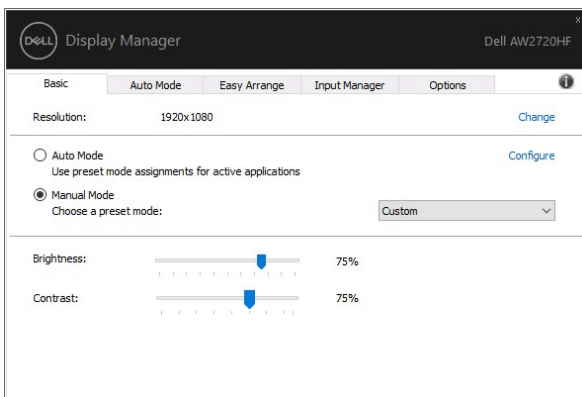 DELL Display Manager
x
Dell AW2720HF
Basic Auto Mode Easy Arrange Input Manager Options
Resolution: 1920x1080 Change
Auto Mode Configure
Use preset mode assignments for active applications
Manual Mode
Choose a preset mode: Custom
Brightness: 75%
Contrast: 75%